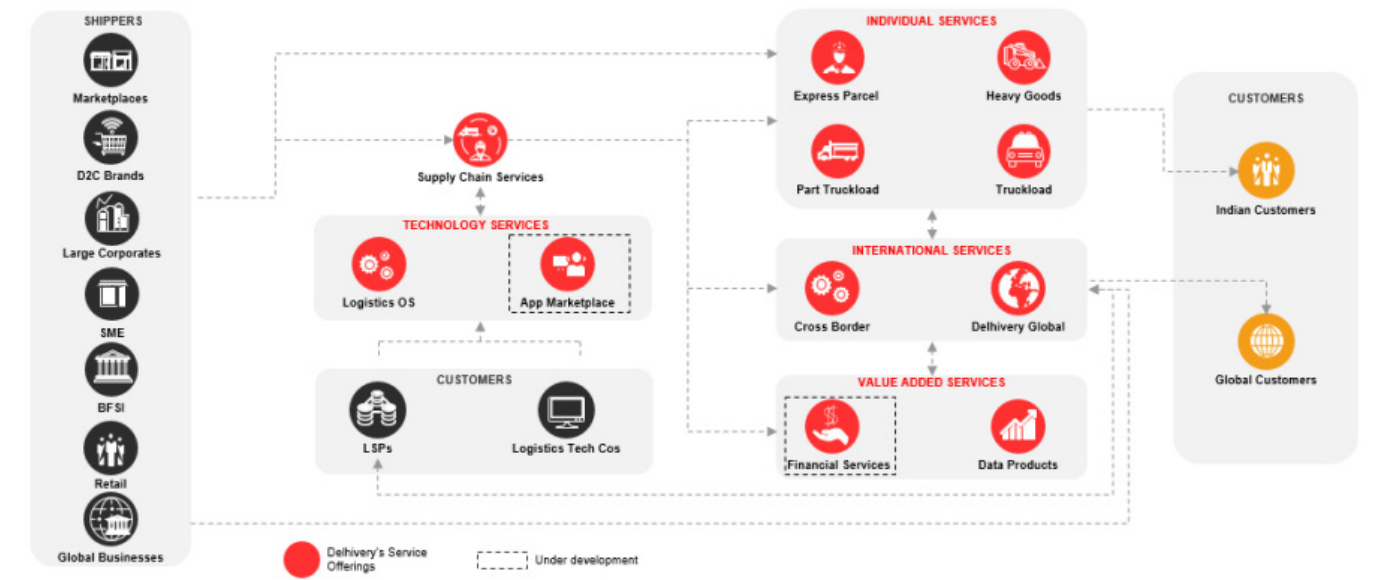 SHIPPERS
Marketplaces
D2C Brands
Large Corporates
SME
BFSI
Retail
Global Businesses
Supply Chain Services
TECHNOLOGY SERVICES
Logistics OS
App Marketplace
CUSTOMERS
LSPs
Logistics Tech Cos
INDIVIDUAL SERVICES
Express Parcel
Heavy Goods
Part Truckload
Truckload
INTERNATIONAL SERVICES
Cross Border
Delhivery Global
VALUE ADDED SERVICES
Financial Services
Data Products
CUSTOMERS
Indian Customers
Global Customers
Delhivery's Service
Offerings
Under development